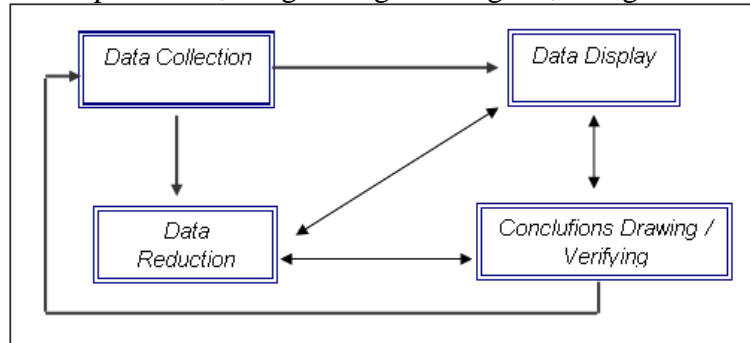 Data Collection
Data Display
Data
Reduction
Conclufions Drawing /
Verifying